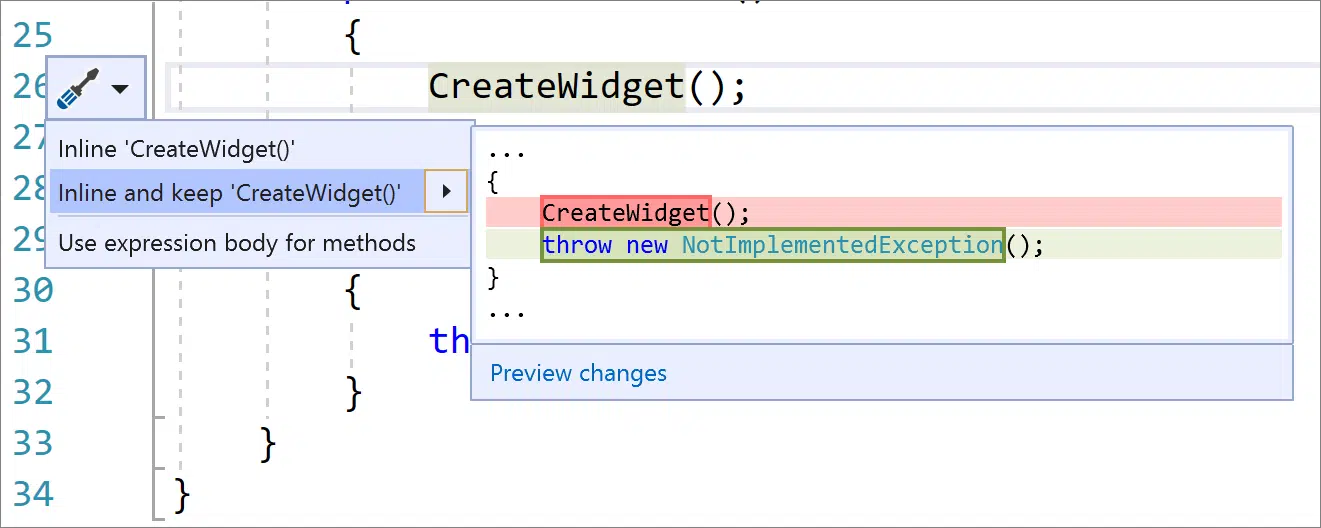 25 {
26 CreateWidget();
27
Inline 'CreateWidget()'
28 Inline and keep 'CreateWidget()'
29
Use expression body for methods
...
{
CreateWidget();
throw new NotImplementedException();
}
...
Preview changes
30 {
31 th
32 }
33 }
34 }